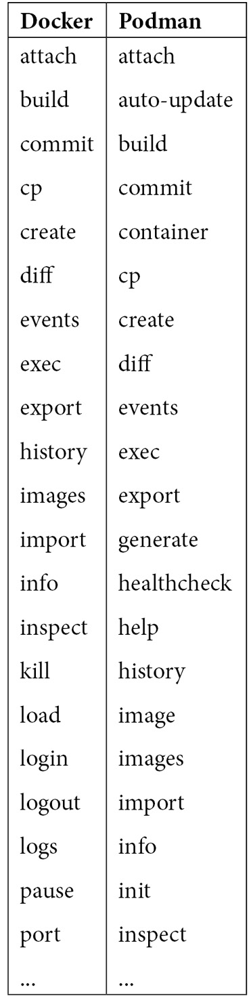 Docker Podman
attach attach
build auto-update
commit build
cp commit
create container
diff cp
events create
exec diff
export events
history exec
images export
import generate
info healthcheck
inspect help
kill history
load image
login images
logout import
logs info
pause init
port inspect
... ...